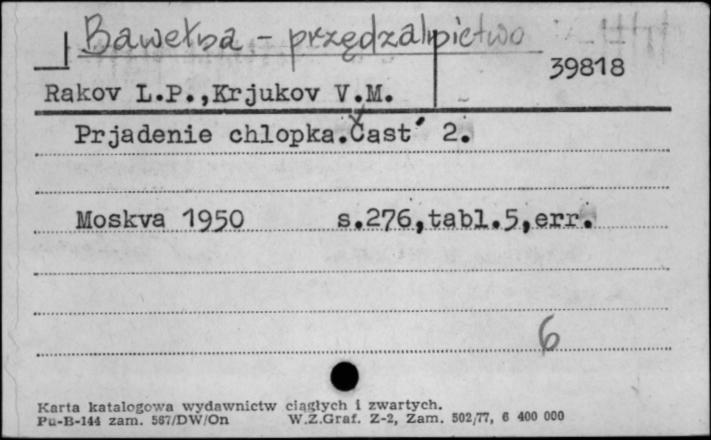 Bawełna - przędzalnictwo
39818
Rakov L.P.,Krjukov V.M.
Prjadenie chlopka.Čast´ 2.
Moskva 1950 s.276,tabl.5,err.
6
Karta katalogowa wydawnictw ciągłych i zwartych.
Pu-B-144 zam. 567/DW/On W.Z.Graf. Z-2, Zam. 502/77, 6 400 000